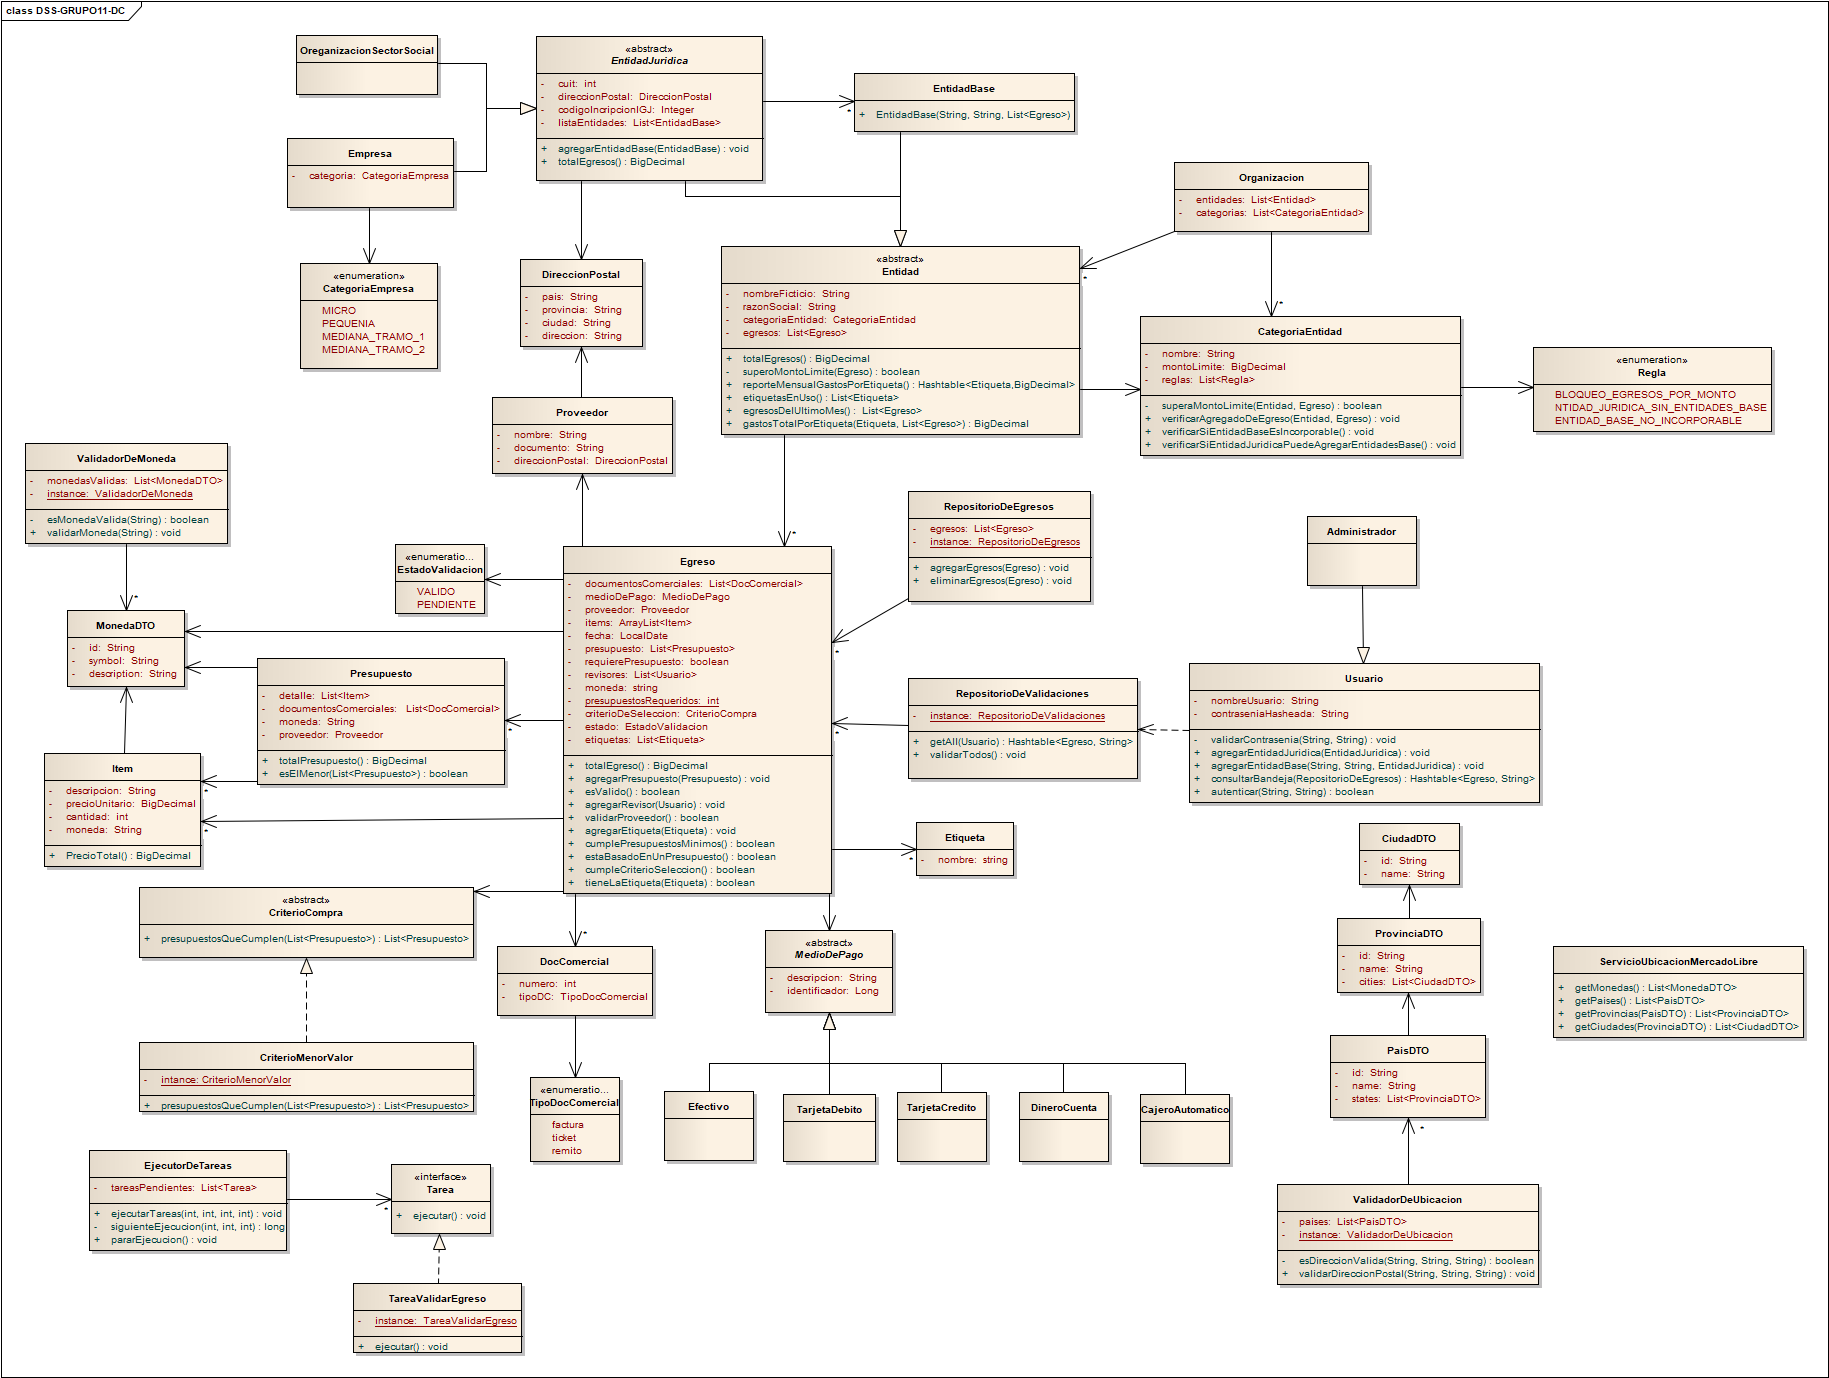 class DSS-GRUPO11-DC
OreganizacionSectorSocial
«abstract»
EntidadJuridica
- cuit: int
- direccionPostal: DireccionPostal
- codigoIncripcionIGJ: Integer
- listaEntidades: List<EntidadBase>
+ agregarEntidadBase(EntidadBase) : void
+ totalEgresos() : BigDecimal
EntidadBase
+ EntidadBase(String, String, List<Egreso>)
*
Empresa
- categoria: CategoriaEmpresa
Organizacion
- entidades: List<Entidad>
- categorias: List<CategoriaEntidad>
«enumeration»
CategoriaEmpresa
MICRO
PEQUENIA
MEDIANA_TRAMO_1
MEDIANA_TRAMO_2
DireccionPostal
- pais: String
- provincia: String
- ciudad: String
- direccion: String
«abstract»
Entidad
- nombreFicticio: String
- razonSocial: String
- categoriaEntidad: CategoriaEntidad
- egresos: List<Egreso>
+ totalEgresos() : BigDecimal
- superoMontoLimite(Egreso) : boolean
+ reporteMensualGastosPorEtiqueta() : Hashtable<Etiqueta,BigDecimal>
+ etiquetasEnUso() : List<Etiqueta>
+ egresosDelUltimoMes() : List<Egreso>
+ gastosTotalPorEtiqueta(Etiqueta, List<Egreso>) : BigDecimal
*
*
CategoriaEntidad
- nombre: String
- montoLimite: BigDecimal
- reglas: List<Regla>
- superaMontoLimite(Entidad, Egreso) : boolean
+ verificarAgregadoDeEgreso(Entidad, Egreso) : void
+ verificarSiEntidadBaseEsIncorporable() : void
+ verificarSiEntidadJuridicaPuedeAgregarEntidadesBase() : void
«enumeration»
Regla
BLOQUEO_EGRESOS_POR_MONTO
NTIDAD_JURIDICA_SIN_ENTIDADES_BASE
ENTIDAD_BASE_NO_INCORPORABLE
Proveedor
- nombre: String
- documento: String
- direccionPostal: DireccionPostal
ValidadorDeMoneda
- monedasValidas: List<MonedaDTO>
- instance: ValidadorDeMoneda
- esMonedaValida(String) : boolean
+ validarMoneda(String) : void
*
RepositorioDeEgresos
- egresos: List<Egreso>
- instance: RepositorioDeEgresos
+ agregarEgresos(Egreso) : void
+ eliminarEgresos(Egreso) : void
Administrador
«enumeratio...
EstadoValidacion
VALIDO
PENDIENTE
*
Egreso
- documentosComerciales: List<DocComercial>
- medioDePago: MedioDePago
- proveedor: Proveedor
- items: ArrayList<Item>
- fecha: LocalDate
- presupuesto: List<Presupuesto>
- requierePresupuesto: boolean
- revisores: List<Usuario>
- moneda: string
- presupuestosRequeridos: int
- criterioDeSeleccion: CriterioCompra
- estado: EstadoValidacion
- etiquetas: List<Etiqueta>
+ totalEgreso() : BigDecimal
+ agregarPresupuesto(Presupuesto) : void
+ esValido() : boolean
+ agregarRevisor(Usuario) : void
+ validarProveedor() : boolean
+ agregarEtiqueta(Etiqueta) : void
+ cumplePresupuestosMinimos() : boolean
+ estaBasadoEnUnPresupuesto() : boolean
+ cumpleCriterioSeleccion() : boolean
+ tieneLaEtiqueta(Etiqueta) : boolean
*
*
MonedaDTO
- id: String
- symbol: String
- description: String
Presupuesto
- detalle: List<Item>
- documentosComerciales: List<DocComercial>
- moneda: String
- proveedor: Proveedor
+ totalPresupuesto() : BigDecimal
+ esElMenor(List<Presupuesto>) : boolean
*
RepositorioDeValidaciones
- instance: RepositorioDeValidaciones
+ getAll(Usuario) : Hashtable<Egreso, String>
+ validarTodos() : void
Usuario
- nombreUsuario: String
- contraseniaHasheada: String
- validarContrasenia(String, String) : void
+ agregarEntidadJuridica(EntidadJuridica) : void
+ agregarEntidadBase(String, String, EntidadJuridica) : void
+ consultarBandeja(RepositorioDeEgresos) : Hashtable<Egreso, String>
+ autenticar(String, String) : boolean
Item
- descripcion: String
- precioUnitario: BigDecimal
- cantidad: int
- moneda: String
+ PrecioTotal() : BigDecimal
*
*
Etiqueta
- nombre: string
*
CiudadDTO
- id: String
- name: String
«abstract»
CriterioCompra
+ presupuestosQueCumplen(List<Presupuesto>) : List<Presupuesto>
*
DocComercial
- numero: int
- tipoDC: TipoDocComercial
«abstract»
MedioDePago
- descripcion: String
- identificador: Long
ProvinciaDTO
- id: String
- name: String
- cities: List<CiudadDTO>
ServicioUbicacionMercadoLibre
+ getMonedas() : List<MonedaDTO>
+ getPaises() : List<PaisDTO>
+ getProvincias(PaisDTO) : List<ProvinciaDTO>
+ getCiudades(ProvinciaDTO) : List<CiudadDTO>
CriterioMenorValor
- intance: CriterioMenorValor
+ presupuestosQueCumplen(List<Presupuesto>) : List<Presupuesto>
«enumeratio...
TipoDocComercial
factura
ticket
remito
Efectivo
TarjetaDebito
TarjetaCredito
DineroCuenta
CajeroAutomatico
PaisDTO
- id: String
- name: String
- states: List<ProvinciaDTO>
*
EjecutorDeTareas
- tareasPendientes: List<Tarea>
+ ejecutarTareas(int, int, int, int) : void
- siguienteEjecucion(int, int, int) : long
+ pararEjecucion() : void
*
«interface»
Tarea
+ ejecutar() : void
ValidadorDeUbicacion
- paises: List<PaisDTO>
- instance: ValidadorDeUbicacion
- esDireccionValida(String, String, String) : boolean
+ validarDireccionPostal(String, String, String) : void
TareaValidarEgreso
- instance: TareaValidarEgreso
+ ejecutar() : void